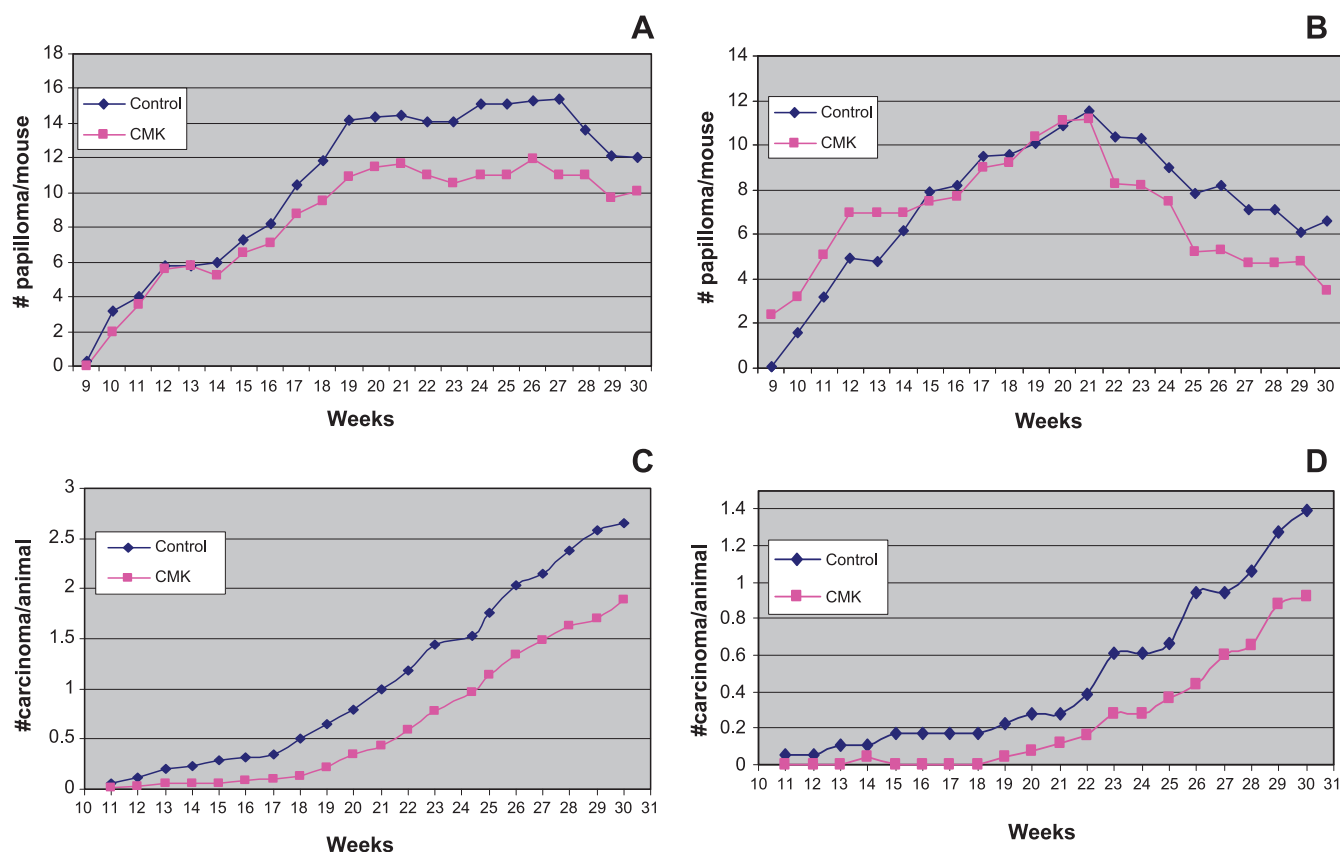 A
# papilloma/mouse
18
16
14
12
10
8
6
4
2
0
Control
CMK
9 10 11 12 13 14 15 16 17 18 19 20 21 22 23 24 25 26 27 28 29 30
Weeks
B
# papilloma/mouse
14
12
10
8
6
4
2
0
Control
CMK
9 10 11 12 13 14 15 16 17 18 19 20 21 22 23 24 25 26 27 28 29 30
Weeks
C
#carcinoma/animal
3
2.5
2
1.5
1
0.5
0
Control
CMK
10 11 12 13 14 15 16 17 18 19 20 21 22 23 24 25 26 27 28 29 30 31
Weeks
D
#carcinoma/animal
1.4
1.2
1
0.8
0.6
0.4
0.2
0
Control
CMK
10 11 12 13 14 15 16 17 18 19 20 21 22 23 24 25 26 27 28 29 30 31
Weeks